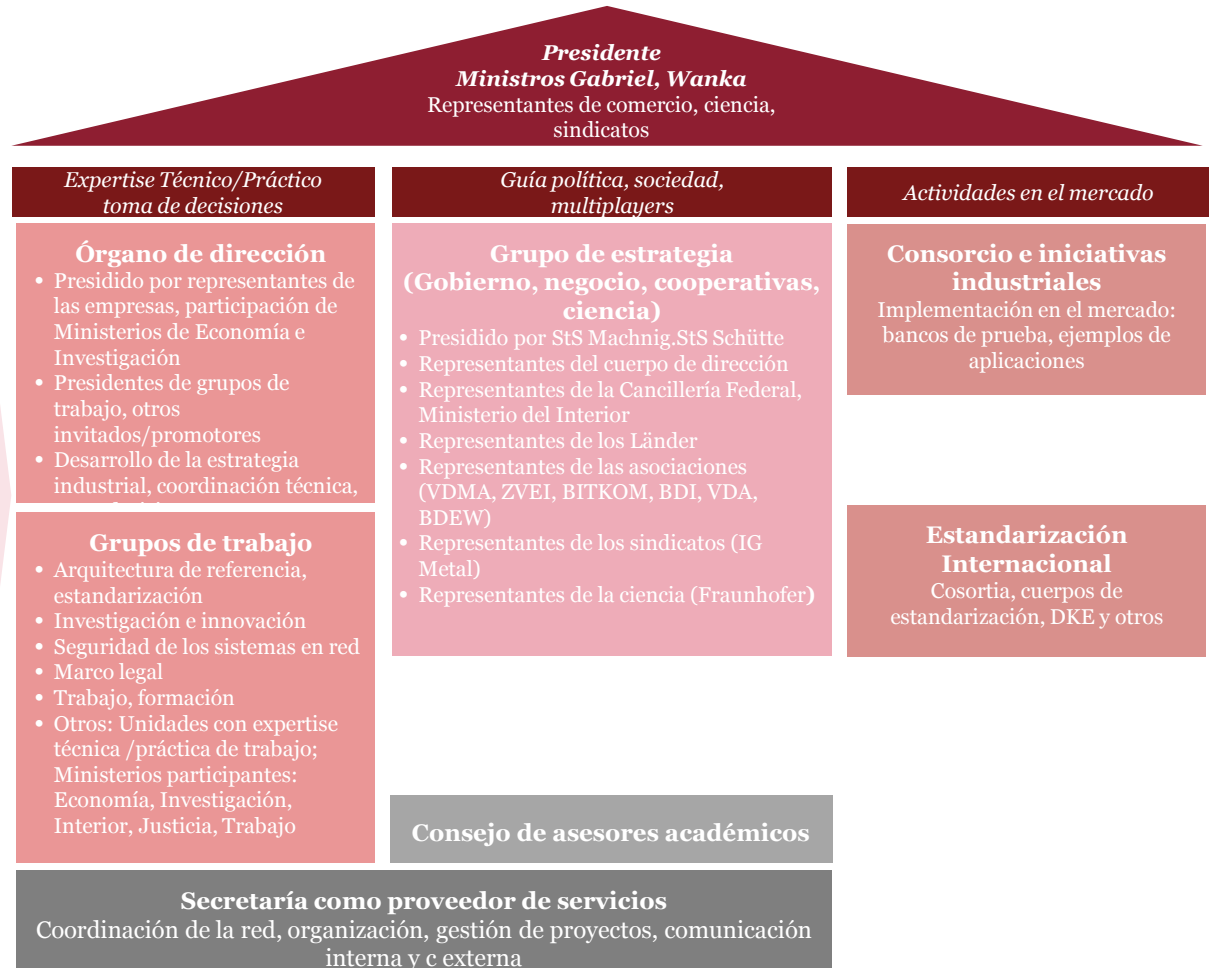 Presidente
Ministros Gabriel, Wanka
Representantes de comercio, ciencia,
sindicatos
Expertise Técnico/Práctico
toma de decisiones
Órgano de dirección
• Presidido por representantes de
las empresas, participación de
Ministerios de Economía e
Investigación
• Presidentes de grupos de
trabajo, otros
invitados/promotores
• Desarrollo de la estrategia
industrial, coordinación técnica,
Grupos de trabajo
• Arquitectura de referencia,
estandarización
• Investigación e innovación
• Seguridad de los sistemas en red
• Marco legal
• Trabajo, formación
• Otros: Unidades con expertise
técnica /práctica de trabajo;
Ministerios participantes:
Economía, Investigación,
Interior, Justicia, Trabajo
Guía política, sociedad,
multiplayers
Grupo de estrategia
(Gobierno, negocio, cooperativas,
ciencia)
• Presidido por StS Machnig.StS Schütte
• Representantes del cuerpo de dirección
• Representantes de la Cancillería Federal,
Ministerio del Interior
• Representantes de los Länder
• Representantes de las asociaciones
(VDMA, ZVEI, BITKOM, BDI, VDA,
BDEW)
• Representantes de los sindicatos (IG
Metal)
• Representantes de la ciencia (Fraunhofer)
Consejo de asesores académicos
Actividades en el mercado
Consorcio e iniciativas
industriales
Implementación en el mercado:
bancos de prueba, ejemplos de
aplicaciones
Estandarización
Internacional
Cosortia, cuerpos de
estandarización, DKE y otros
Secretaría como proveedor de servicios
Coordinación de la red, organización, gestión de proyectos, comunicación
interna y c externa